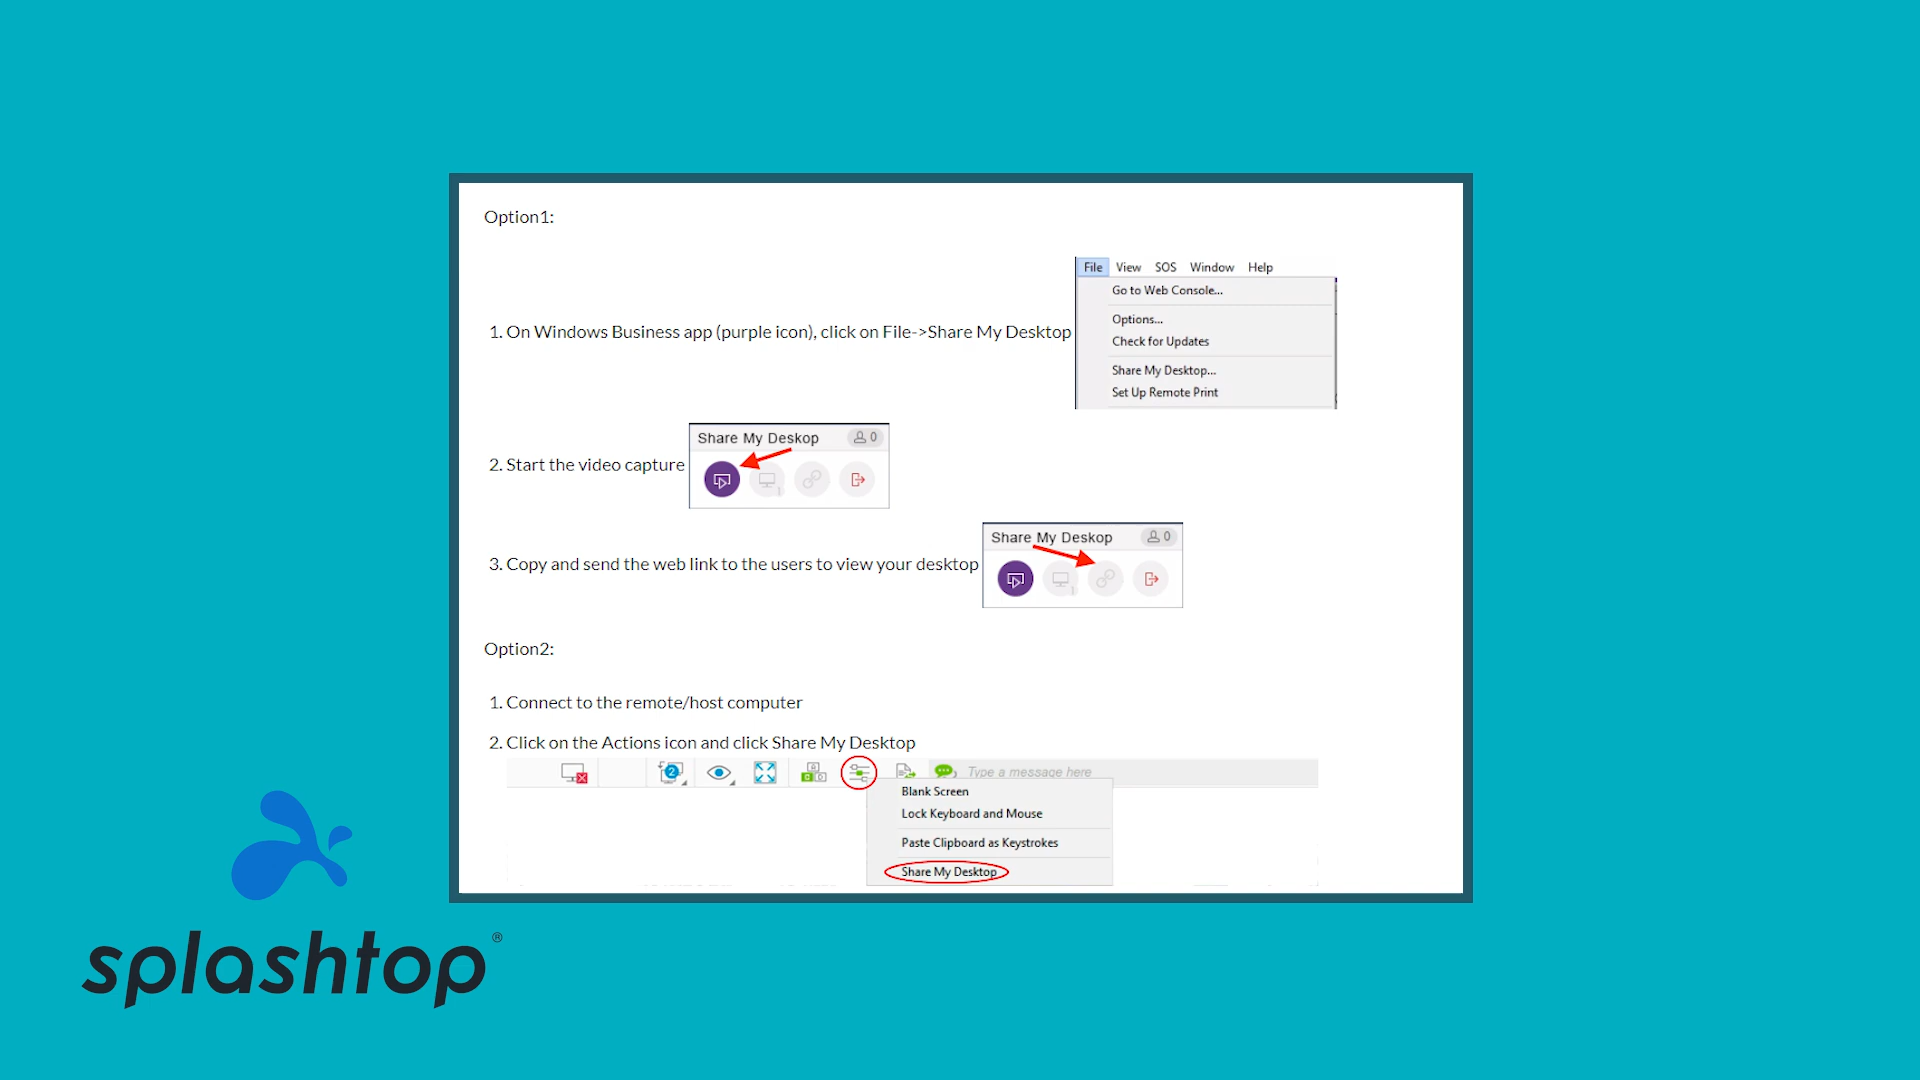 Option1:
File View SOS Window Help
Go to Web Console...
Options...
Check for Updates
Share My Desktop...
Set Up Remote Print
1. On Windows Business app (purple icon), click on File->Share My Desktop
Share My Deskop 0
2. Start the video capture
1
Share My Deskop 0
3. Copy and send the web link to the users to view your desktop
1
Option2:
1. Connect to the remote/host computer
2. Click on the Actions icon and click Share My Desktop
2 Type a message here
Blank Screen
Lock Keyboard and Mouse
Paste Clipboard as Keystrokes
Share My Desktop
splashtop®